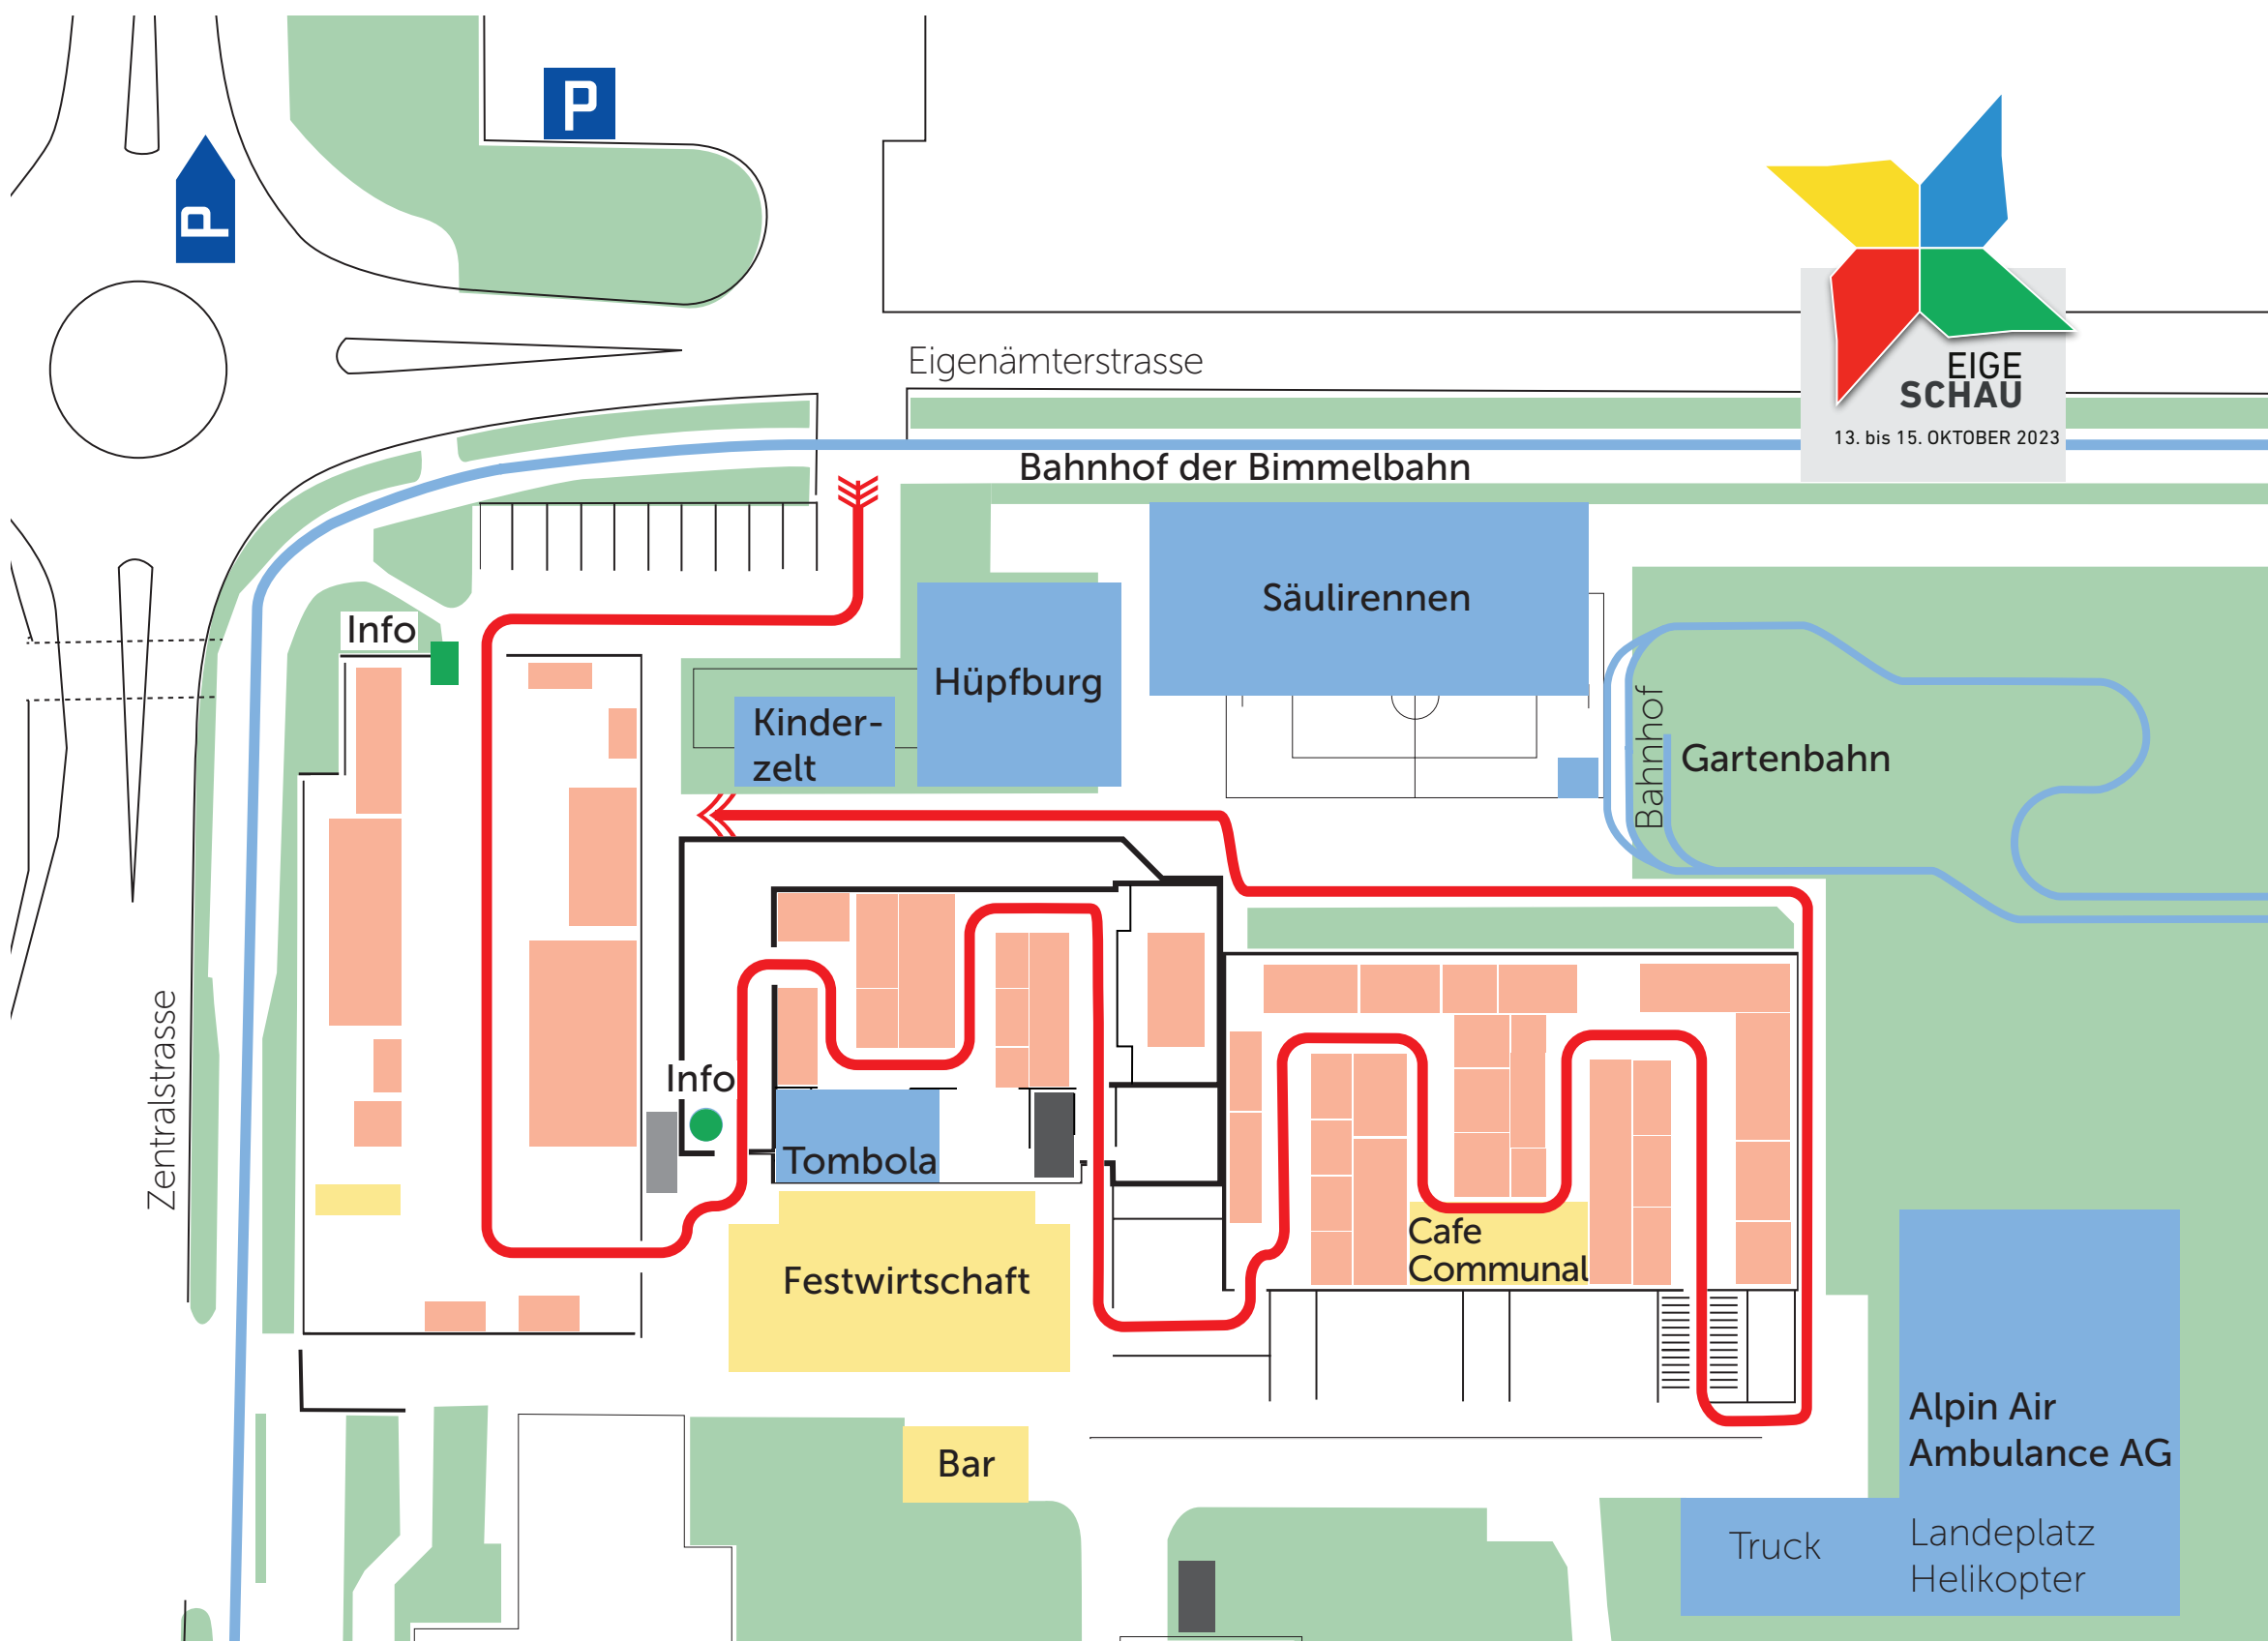 P
P
EIGE
SCHAU
13. bis 15. OKTOBER 2023
Eigenämterstrasse
Bahnhof der Bimmelbahn
Säulirennen
Info
Hüpfburg
Kinder-
zelt
Bahnhof
Gartenbahn
Zentralstrasse
Info
Tombola
Festwirtschaft
Cafe
Communal
Bar
Alpin Air
Ambulance AG
Truck
Landeplatz
Helikopter